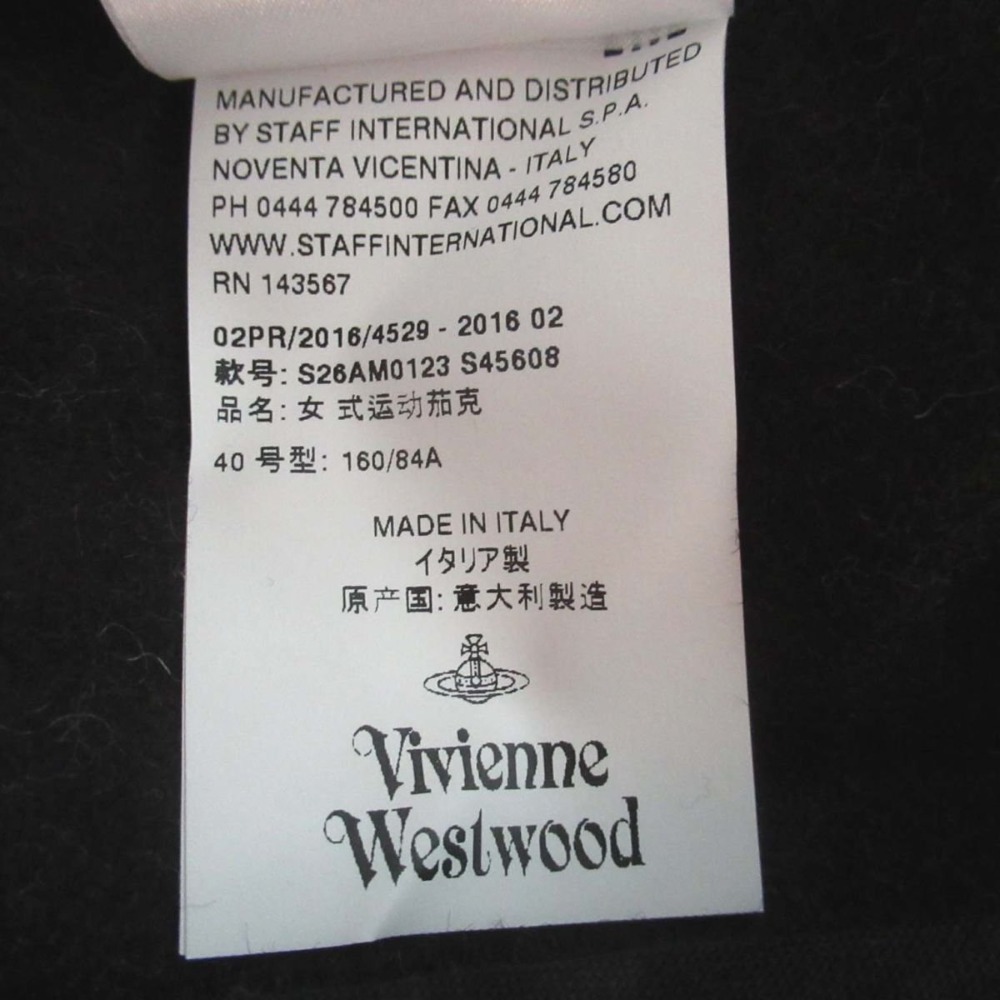 MANUFACTURED AND DISTRIBUTED
BY STAFF INTERNATIONAL S.P.A.
NOVENTA VICENTINA - ITALY
PH 0444 784500 FAX 0444 784580
WWW.STAFFINTERNATIONAL.COM
RN 143567
02PR/2016/4529 - 2016 02
款号: S26AM0123 S45608
品名: 女 式运动茄克
40 号型: 160/84A
MADE IN ITALY
イタリア製
原产国: 意大利製造
Vivienne
Westwood